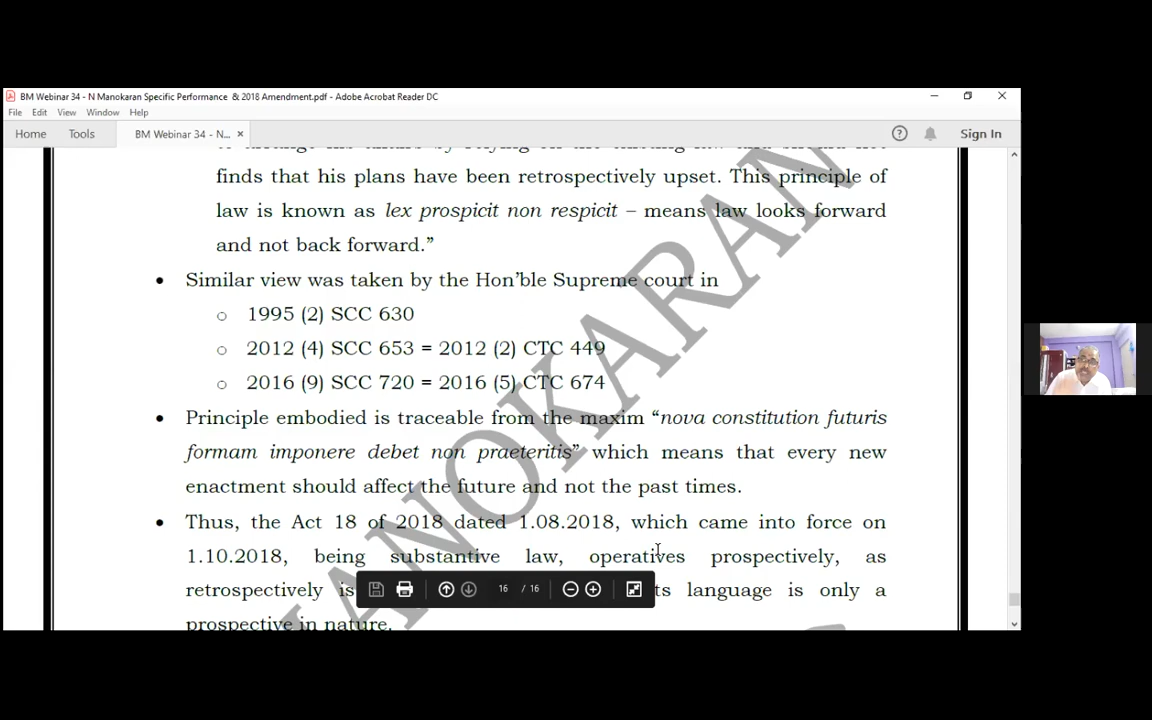 BM Webinar 34 - N Manokaran Specific Performance & 2018 Amendment.pdf - Adobe Acrobat Reader DC
File Edit View Window Help
Home Tools BM Webinar 34 - N... × Sign In
finds that his plans have been retrospectively upset. This principle of
law is known as lex prospicit non respicit – means law looks forward
and not back forward.”
• Similar view was taken by the Hon’ble Supreme court in
○ 1995 (2) SCC 630
○ 2012 (4) SCC 653 = 2012 (2) CTC 449
○ 2016 (9) SCC 720 = 2016 (5) CTC 674
• Principle embodied is traceable from the maxim “nova constitution futuris
formam imponere debet non praeteritis” which means that every new
enactment should affect the future and not the past times.
• Thus, the Act 18 of 2018 dated 1.08.2018, which came into force on
1.10.2018, being substantive law, operatives prospectively, as
retrospectively is language is only a
prospective in nature.
16 / 16
ANOKARAN